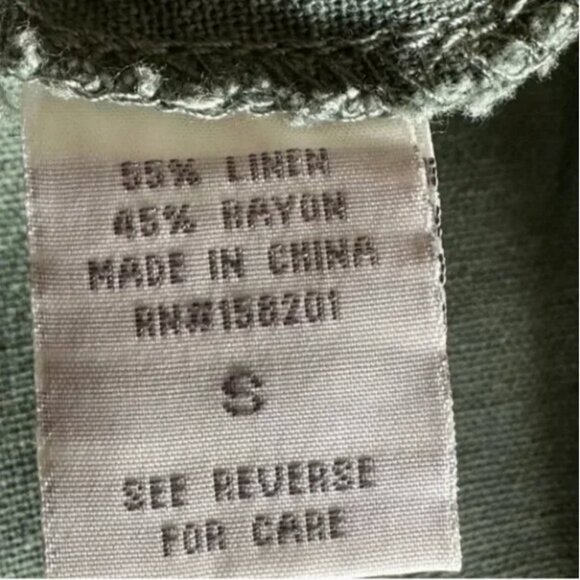 55% LINEN
45% RAYON
MADE IN CHINA
RN#158201
S
SEE REVERSE
FOR CARE